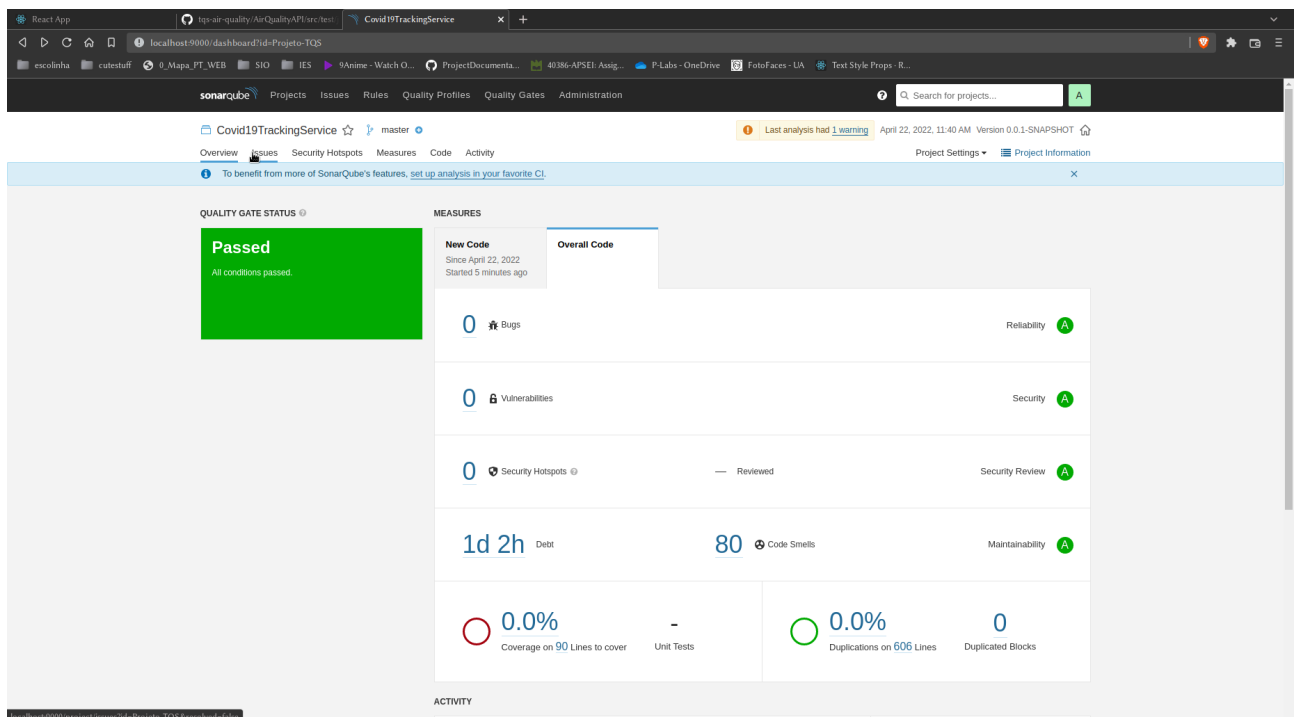 React App
tqs-air-quality/AirQualityAPI/src/test
Covid19TrackingService
localhost:9000/dashboard?id=Projeto-TQS
escolinha cutestuff 0_Mapa_PT_WEB SIO IES 9Anime - Watch O... ProjectDocumenta... 40386-APSEI: Assig... P-Labs - OneDrive FotoFaces - UA Text Style Props - R...
sonarqube Projects Issues Rules Quality Profiles Quality Gates Administration Search for projects... A
Covid19TrackingService master Last analysis had 1 warning April 22, 2022, 11:40 AM Version 0.0.1-SNAPSHOT
Overview Issues Security Hotspots Measures Code Activity Project Settings Project Information
To benefit from more of SonarQube's features, set up analysis in your favorite CI.
QUALITY GATE STATUS
Passed
All conditions passed.
MEASURES
New Code
Since April 22, 2022
Started 5 minutes ago
Overall Code
0 Bugs Reliability A
0 Vulnerabilities Security A
0 Security Hotspots — Reviewed Security Review A
1d 2h Debt 80 Code Smells Maintainability A
0.0%
Coverage on 90 Lines to cover
-
Unit Tests
0.0%
Duplications on 606 Lines
0
Duplicated Blocks
ACTIVITY